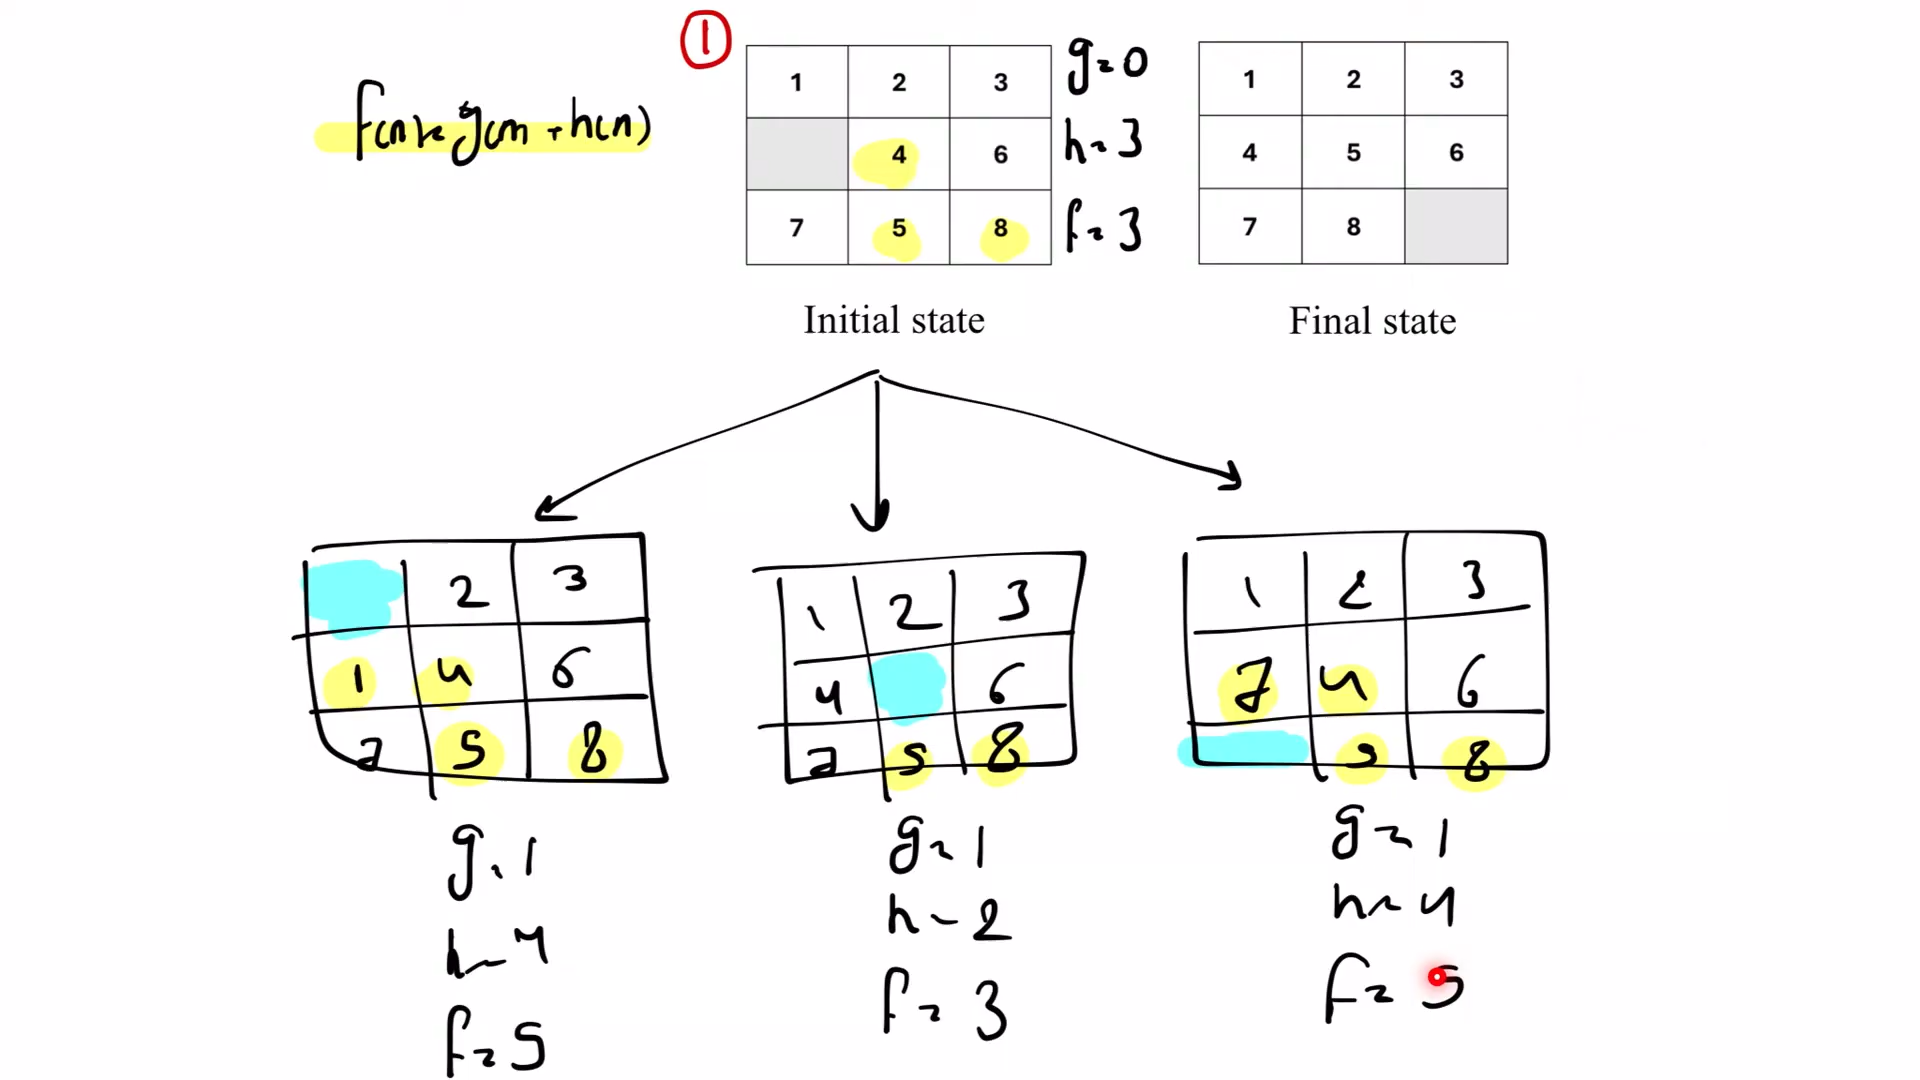 1
1 2 3
4 6
7 5 8
g=0
h=3
f=3
1 2 3
4 5 6
7 8
f(n)=g(n)+h(n)
Initial state
Final state
2 3
1 4 6
7 5 8
g=1
h=4
f=5
1 2 3
4 6
7 5 8
g=1
h=2
f=3
1 2 3
7 4 6
5 8
g=1
h=4
f=5